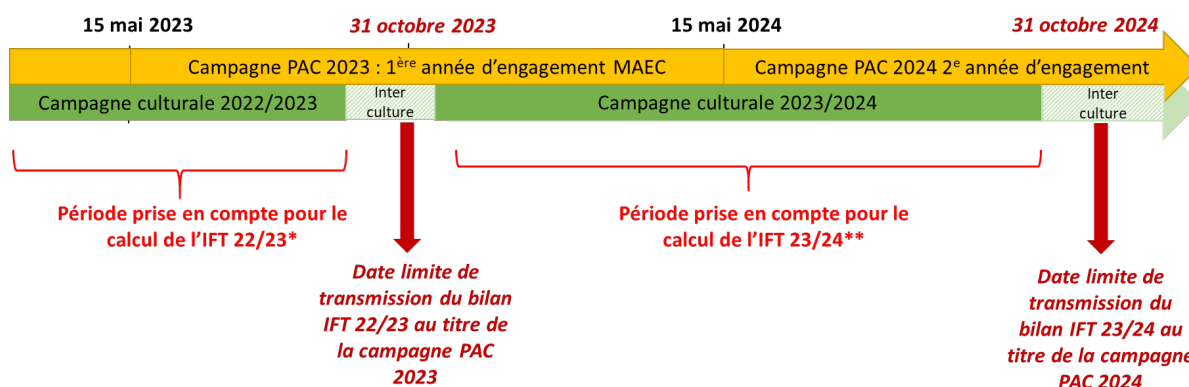 15 mai 2023
31 octobre 2023
15 mai 2024
31 octobre 2024
Campagne PAC 2023 : 1ère année d’engagement MAEC
Campagne PAC 2024 2e année d’engagement
Campagne culturale 2022/2023
Inter
culture
Campagne culturale 2023/2024
Inter
culture
Période prise en compte pour le
calcul de l’IFT 22/23*
Période prise en compte pour le
calcul de l’IFT 23/24**
Date limite de
transmission du bilan
IFT 22/23 au titre de
la campagne PAC
2023
Date limite de
transmission du
bilan IFT 23/24 au
titre de la campagne
PAC 2024